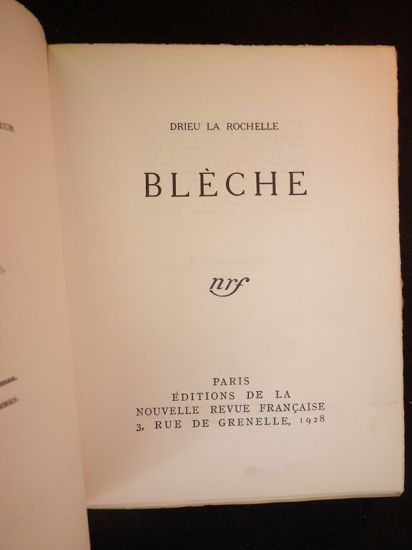 DRIEU LA ROCHELLE
BLÈCHE
nrf
PARIS
ÉDITIONS DE LA
NOUVELLE REVUE FRANÇAISE
3, RUE DE GRENELLE, 1928